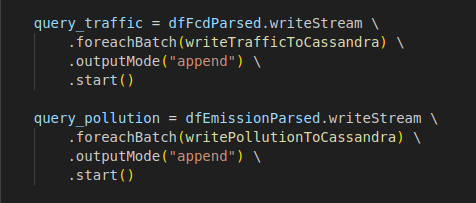 query_traffic = dfFcdParsed.writeStream \
    .foreachBatch(writeTrafficToCassandra) \
    .outputMode("append") \
    .start()

query_pollution = dfEmissionParsed.writeStream \
    .foreachBatch(writePollutionToCassandra) \
    .outputMode("append") \
    .start()